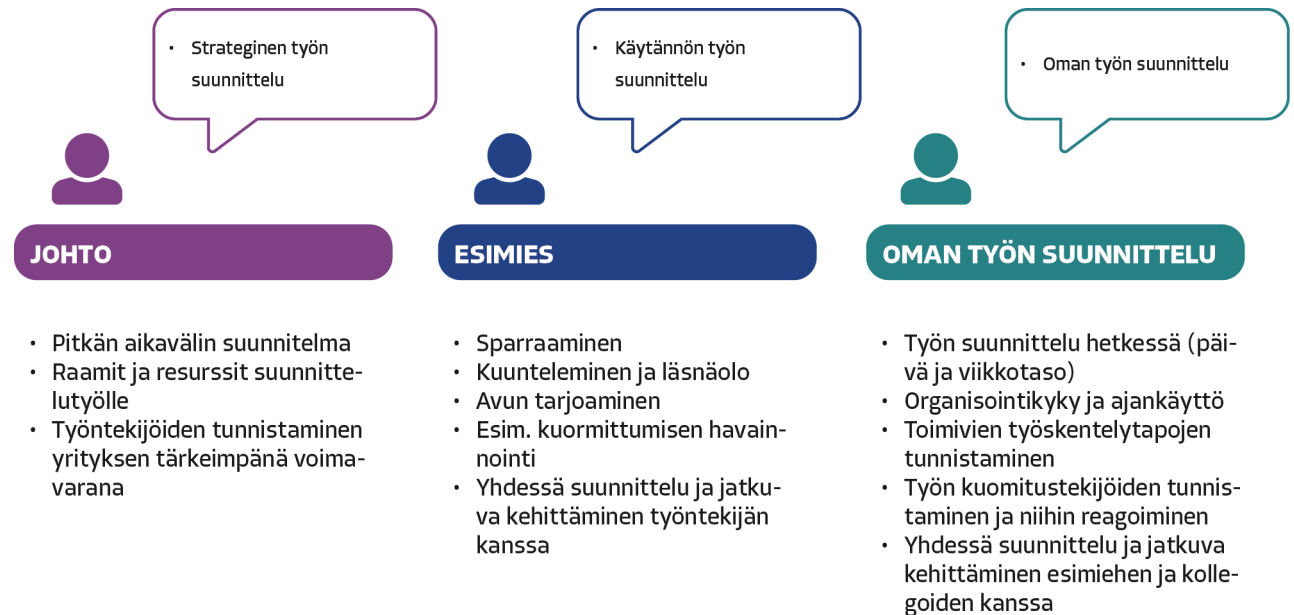 • Strateginen työn
suunnittelu
• Käytännön työn
suunnittelu
• Oman työn suunnittelu
JOHTO
• Pitkän aikavälin suunnitelma
• Raamit ja resurssit suunnitte-
lutyölle
• Työntekijöiden tunnistaminen
yrityksen tärkeimpänä voima-
varana
ESIMIES
• Sparraaminen
• Kuunteleminen ja läsnäolo
• Avun tarjoaminen
• Esim. kuormittumisen havain-
nointi
• Yhdessä suunnittelu ja jatku-
va kehittäminen työntekijän
kanssa
OMAN TYÖN SUUNNITTELU
• Työn suunnittelu hetkessä (päi-
vä ja viikkotaso)
• Organisointikyky ja ajankäyttö
• Toimivien työskentelytapojen
tunnistaminen
• Työn kuomitustekijöiden tunnis-
taminen ja niihin reagoiminen
• Yhdessä suunnittelu ja jatkuva
kehittäminen esimiehen ja kolle-
goiden kanssa